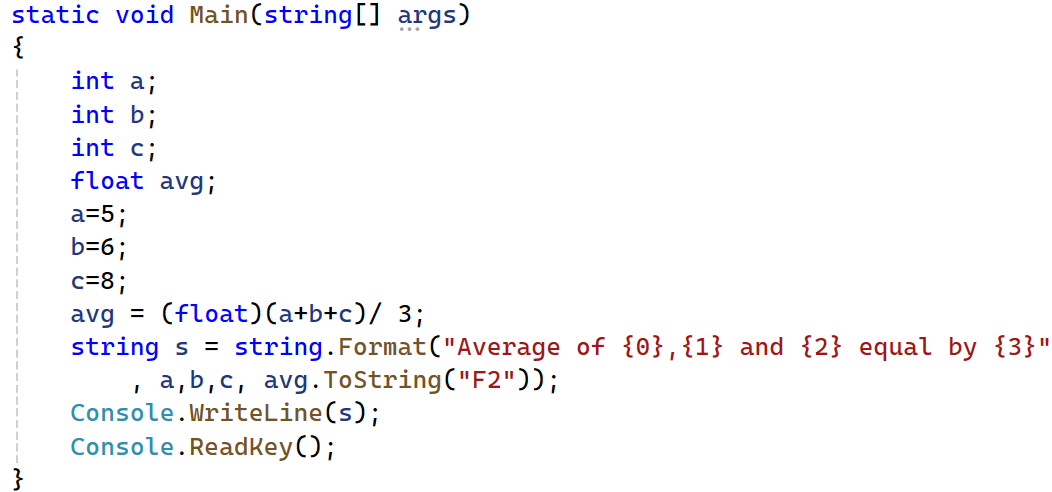 static void Main(string[] args)
{
int a;
int b;
int c;
float avg;
a=5;
b=6;
c=8;
avg = (float)(a+b+c)/ 3;
string s = string.Format("Average of {0},{1} and {2} equal by {3}"
, a,b,c, avg.ToString("F2"));
Console.WriteLine(s);
Console.ReadKey();
}